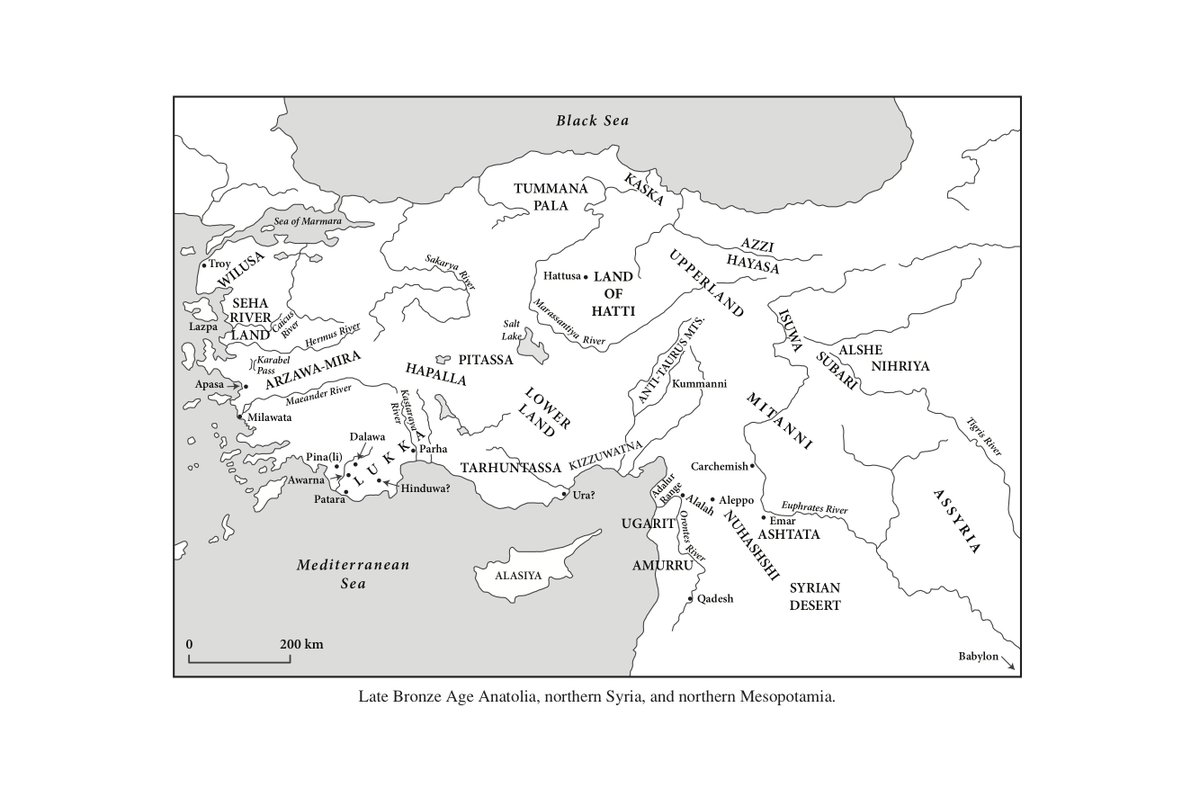 Black Sea
TUMMANA
PALA
KASKA
Sea of Marmara
Troy
WILUSA
Sakarya
River
AZZI
HAYASA
Hattusa
LAND
OF
HATTI
UPPERLAND
SEHA
RIVER
LAND
Lazpa
Caicus
River
Hermus River
Marassantiya River
Salt
Lake
ISUWA
ALSHE
NIHRIYA
SUBARI
Karabel
Pass
ARZAWA-MIRA
HAPALLA
PITASSA
ANTI-TAURUS MTS.
Kummanni
Apasa
Maeander River
Milawata
Kastaraya
River
LOWER
LAND
MITANNI
Tigris River
Dalawa
Pina(li)
LUKKA
Parha
Awarna
Patara
Hinduwa?
TARHUNTASSA
KIZZUWATNA
Ura?
Carchemish
Adalur
Range
Alalah
Aleppo
Emar
Euphrates River
ASHTATA
ASSYRIA
UGARIT
Orontes River
NUHASHSHI
AMURRU
Qadesh
SYRIAN
DESERT
Mediterranean
Sea
ALASIYA
0 200 km
Babylon
Late Bronze Age Anatolia, northern Syria, and northern Mesopotamia.